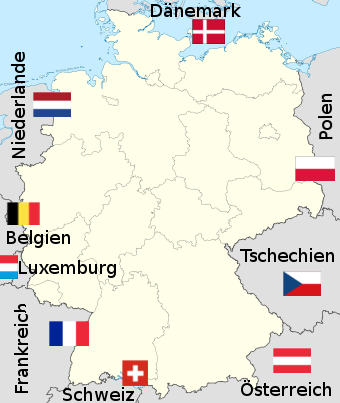 Dänemark
Niederlande
Polen
Belgien
Tschechien
Luxemburg
Frankreich
Österreich
Schweiz